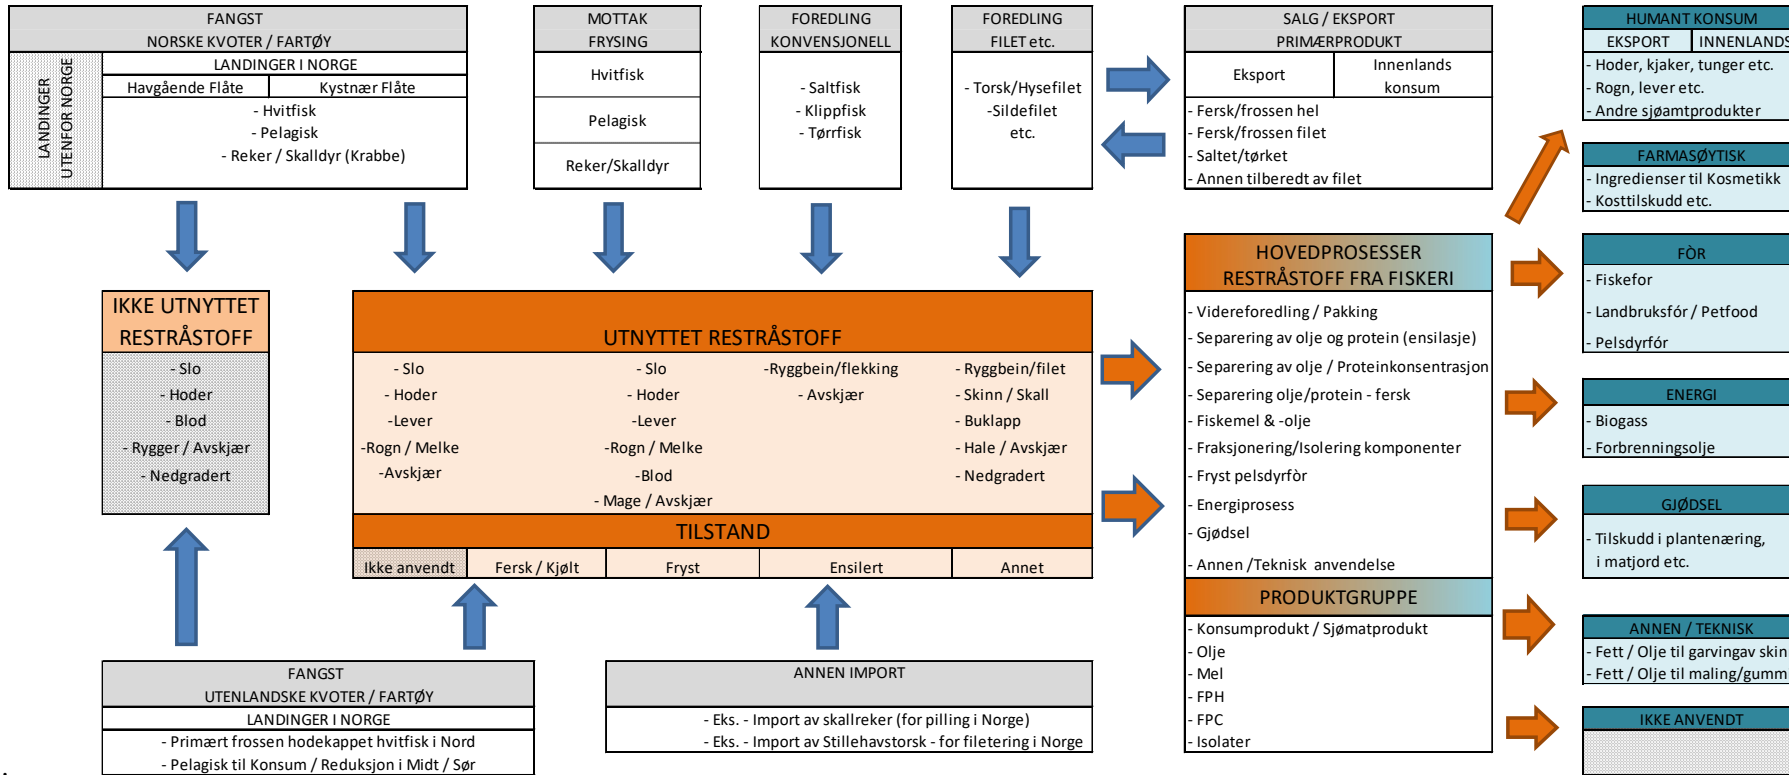 FANGST
NORSKE KVOTER / FARTØY
LANDINGER
UTENFOR NORGE
LANDINGER I NORGE
Havgående Flåte
Kystnær Flåte
- Hvitfisk
- Pelagisk
- Reker / Skalldyr (Krabbe)
MOTTAK
FRYSING
Hvitfisk
Pelagisk
Reker/Skalldyr
FOREDLING
KONVENSJONELL
- Saltfisk
- Klippfisk
- Tørrfisk
FOREDLING
FILET etc.
- Torsk/Hysefilet
-Sildefilet
etc.
SALG / EKSPORT
PRIMÆRPRODUKT
Eksport
Innenlands
konsum
- Fersk/frossen hel
- Fersk/frossen filet
- Saltet/tørket
- Annen tilberedt av filet
HUMANT KONSUM
EKSPORT
INNENLANDS
- Hoder, kjaker, tunger etc.
- Rogn, lever etc.
- Andre sjøamtprodukter
FARMASØYTISK
- Ingredienser til Kosmetikk
- Kosttilskudd etc.
IKKE UTNYTTET
RESTRÅSTOFF
- Slo
- Hoder
- Blod
- Rygger / Avskjær
- Nedgradert
UTNYTTET RESTRÅSTOFF
- Slo
- Hoder
-Lever
-Rogn / Melke
-Avskjær
- Slo
- Hoder
-Lever
-Rogn / Melke
-Blod
- Mage / Avskjær
-Ryggbein/flekking
- Avskjær
- Ryggbein/filet
- Skinn / Skall
- Buklapp
- Hale / Avskjær
- Nedgradert
TILSTAND
Ikke anvendt
Fersk / Kjølt
Fryst
Ensilert
Annet
HOVEDPROSESSER
RESTRÅSTOFF FRA FISKERI
- Videreforedling / Pakking
- Separering av olje og protein (ensilasje)
- Separering av olje / Proteinkonsentrasjon
- Separering olje/protein - fersk
- Fiskemel & -olje
- Fraksjonering/Isolering komponenter
- Fryst pelsdyrfòr
- Energiprosess
- Gjødsel
- Annen /Teknisk anvendelse
PRODUKTGRUPPE
- Konsumprodukt / Sjømatprodukt
- Olje
- Mel
- FPH
- FPC
- Isolater
FÒR
- Fiskefor
- Landbruksfór / Petfood
- Pelsdyrfór
ENERGI
- Biogass
- Forbrenningsolje
GJØDSEL
- Tilskudd i plantenæring,
i matjord etc.
ANNEN / TEKNISK
- Fett / Olje til garvingav skin
- Fett / Olje til maling/gumm
IKKE ANVENDT
FANGST
UTENLANDSKE KVOTER / FARTØY
LANDINGER I NORGE
- Primært frossen hodekappet hvitfisk i Nord
- Pelagisk til Konsum / Reduksjon i Midt / Sør
ANNEN IMPORT
- Eks. - Import av skallreker (for pilling i Norge)
- Eks. - Import av Stillehavstorsk - for filetering i Norge